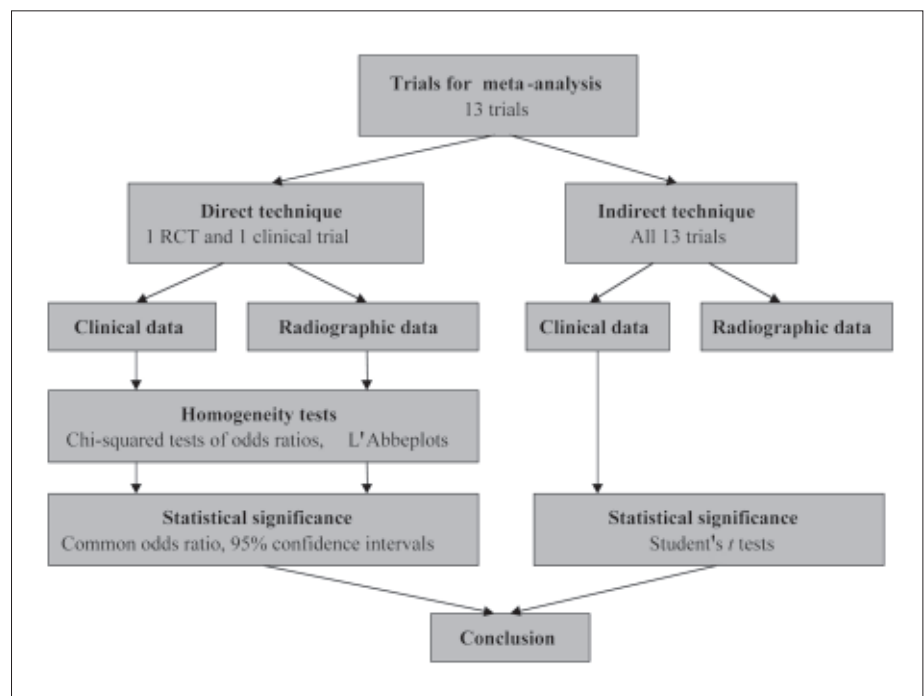 Trials for meta-analysis
13 trials
Direct technique
1 RCT and 1 clinical trial
Indirect technique
All 13 trials
Clinical data
Radiographic data
Clinical data
Radiographic data
Homogeneity tests
Chi-squared tests of odds ratios, L'Abbeplots
Statistical significance
Common odds ratio, 95% confidence intervals
Statistical significance
Student's t tests
Conclusion